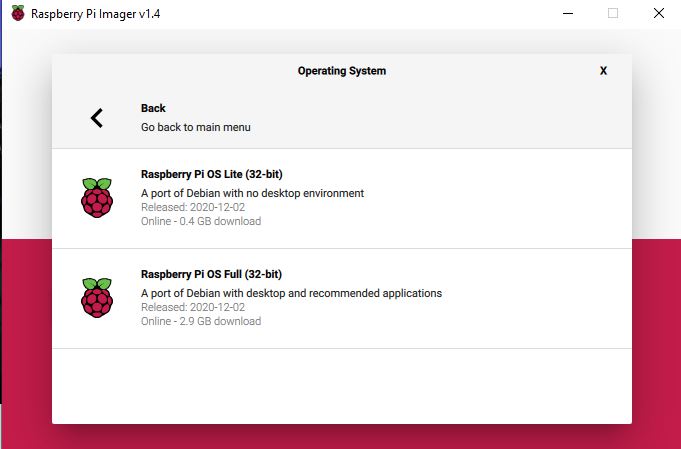 Raspberry Pi Imager v1.4
Operating System
X
Back
Go back to main menu
Raspberry Pi OS Lite (32-bit)
A port of Debian with no desktop environment
Released: 2020-12-02
Online - 0.4 GB download
Raspberry Pi OS Full (32-bit)
A port of Debian with desktop and recommended applications
Released: 2020-12-02
Online - 2.9 GB download